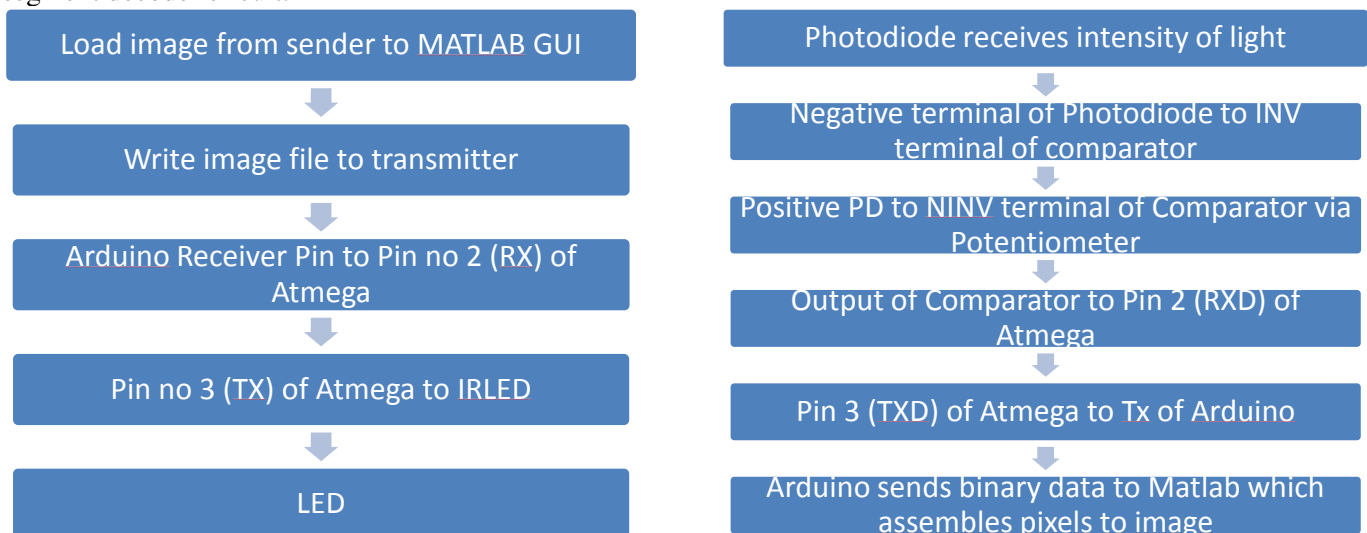 Load image from sender to MATLAB GUI
Write image file to transmitter
Arduino Receiver Pin to Pin no 2 (RX) of
Atmega
Pin no 3 (TX) of Atmega to IRLED
LED
Photodiode receives intensity of light
Negative terminal of Photodiode to INV
terminal of comparator
Positive PD to NINV terminal of Comparator via
Potentiometer
Output of Comparator to Pin 2 (RXD) of
Atmega
Pin 3 (TXD) of Atmega to Tx of Arduino
Arduino sends binary data to Matlab which
assembles pixels to image